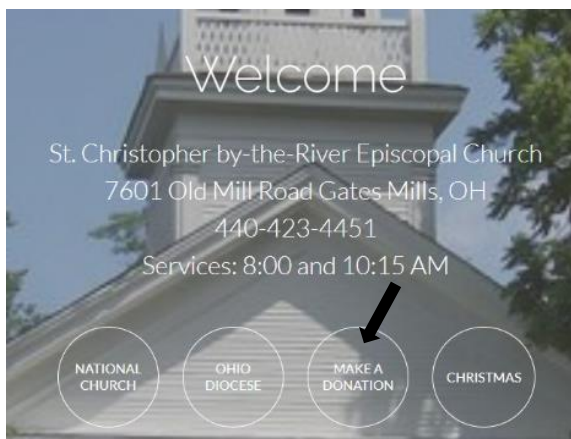 Welcome
St. Christopher by-the-River Episcopal Church
7601 Old Mill Road Gates Mills, OH
440-423-4451
Services: 8:00 and 10:15 AM
NATIONAL
CHURCH
OHIO
DIOCESE
MAKE A
DONATION
CHRISTMAS